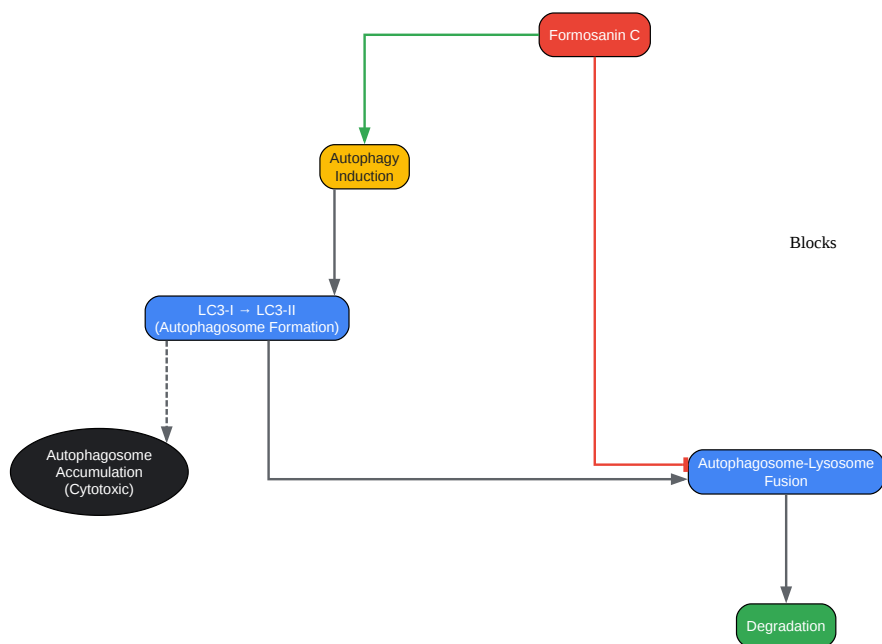 Formosanin C
Autophagy
Induction
Blocks
LC3-I → LC3-II
(Autophagosome Formation)
Autophagosome
Accumulation
(Cytotoxic)
Autophagosome-Lysosome
Fusion
Degradation